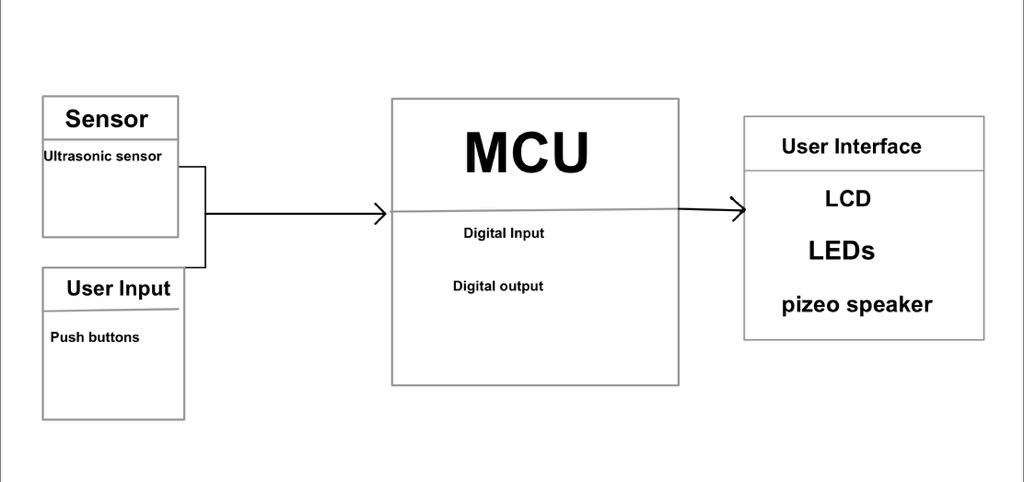 Sensor
Ultrasonic sensor
User Input
Push buttons
MCU
Digital Input
Digital output
User Interface
LCD
LEDs
pizeo speaker